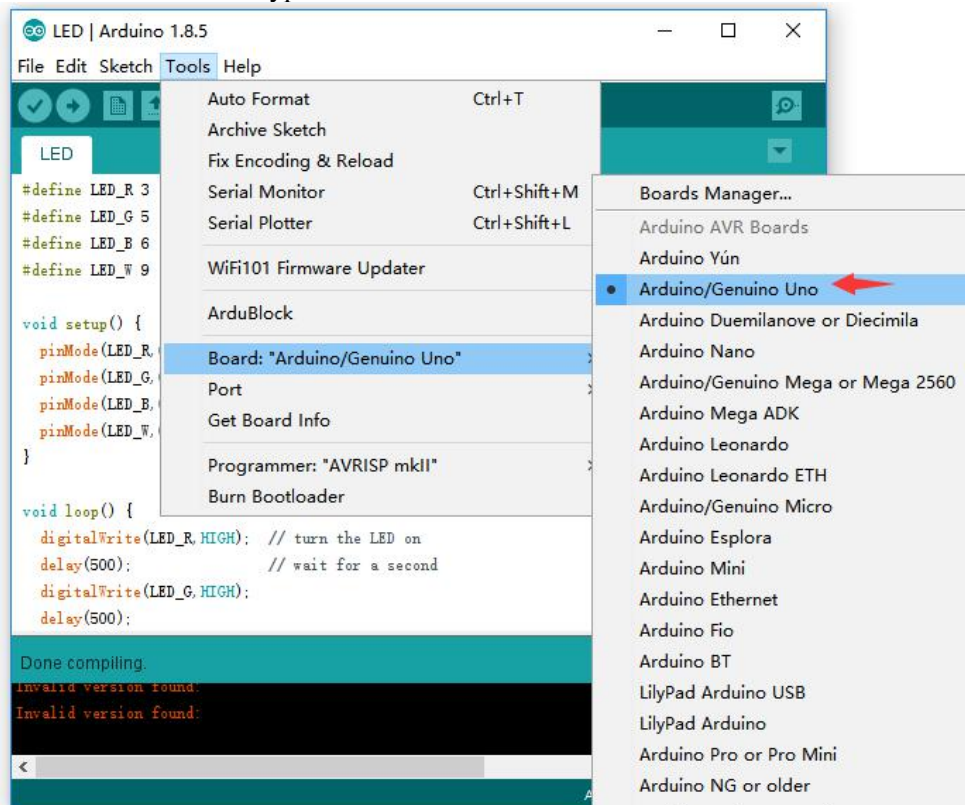 LED | Arduino 1.8.5
File Edit Sketch Tools Help
LED
#define LED_R 3
#define LED_G 5
#define LED_B 6
#define LED_W 9
void setup() {
pinMode(LED_R,
pinMode(LED_G,
pinMode(LED_B,
pinMode(LED_W,
}
void loop() {
digitalWrite(LED_R,HIGH); // turn the LED on
delay(500); // wait for a second
digitalWrite(LED_G,HIGH);
delay(500);
Done compiling.
Invalid version found:
Invalid version found:
Auto Format Ctrl+T
Archive Sketch
Fix Encoding & Reload
Serial Monitor Ctrl+Shift+M
Serial Plotter Ctrl+Shift+L
WiFi101 Firmware Updater
ArduBlock
Board: "Arduino/Genuino Uno"
Port
Get Board Info
Programmer: "AVRISP mkII"
Burn Bootloader
Boards Manager...
Arduino AVR Boards
Arduino Yún
Arduino/Genuino Uno
Arduino Duemilanove or Diecimila
Arduino Nano
Arduino/Genuino Mega or Mega 2560
Arduino Mega ADK
Arduino Leonardo
Arduino Leonardo ETH
Arduino/Genuino Micro
Arduino Esplora
Arduino Mini
Arduino Ethernet
Arduino Fio
Arduino BT
LilyPad Arduino USB
LilyPad Arduino
Arduino Pro or Pro Mini
Arduino NG or older